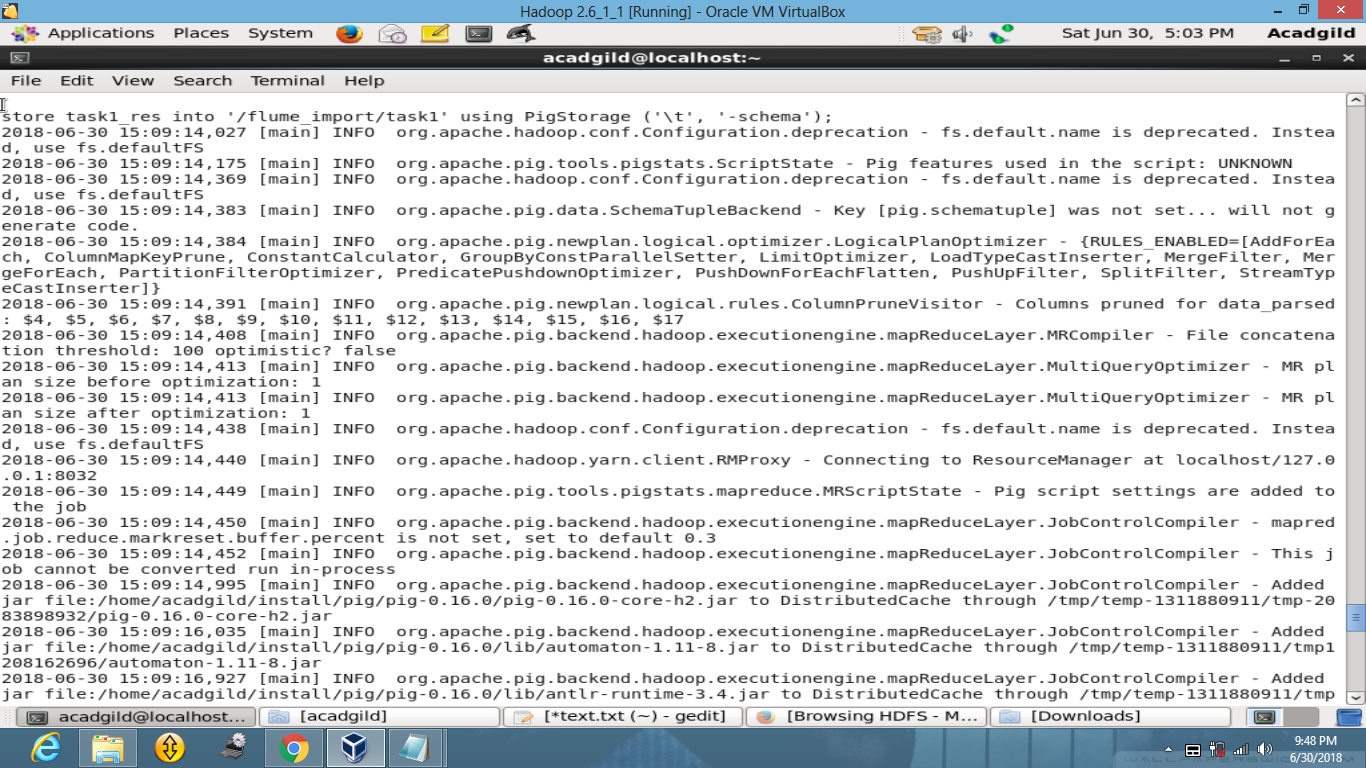 Hadoop 2.6_1_1 [Running] - Oracle VM VirtualBox
Applications Places System Sat Jun 30, 5:03 PM Acadgild
acadgild@localhost:~
File Edit View Search Terminal Help
store task1_res into '/flume_import/task1' using PigStorage ('\t', '-schema');
2018-06-30 15:09:14,027 [main] INFO  org.apache.hadoop.conf.Configuration.deprecation - fs.default.name is deprecated. Instea
d, use fs.defaultFS
2018-06-30 15:09:14,175 [main] INFO  org.apache.pig.tools.pigstats.ScriptState - Pig features used in the script: UNKNOWN
2018-06-30 15:09:14,369 [main] INFO  org.apache.hadoop.conf.Configuration.deprecation - fs.default.name is deprecated. Instea
d, use fs.defaultFS
2018-06-30 15:09:14,383 [main] INFO  org.apache.pig.data.SchemaTupleBackend - Key [pig.schematuple] was not set... will not g
enerate code.
2018-06-30 15:09:14,384 [main] INFO  org.apache.pig.newplan.logical.optimizer.LogicalPlanOptimizer - {RULES_ENABLED=[AddForEa
ch, ColumnMapKeyPrune, ConstantCalculator, GroupByConstParallelSetter, LimitOptimizer, LoadTypeCastInserter, MergeFilter, Mer
geForEach, PartitionFilterOptimizer, PredicatePushdownOptimizer, PushDownForEachFlatten, PushUpFilter, SplitFilter, StreamTyp
eCastInserter]}
2018-06-30 15:09:14,391 [main] INFO  org.apache.pig.newplan.logical.rules.ColumnPruneVisitor - Columns pruned for data_parsed
: $4, $5, $6, $7, $8, $9, $10, $11, $12, $13, $14, $15, $16, $17
2018-06-30 15:09:14,408 [main] INFO  org.apache.pig.backend.hadoop.executionengine.mapReduceLayer.MRCompiler - File concatena
tion threshold: 100 optimistic? false
2018-06-30 15:09:14,413 [main] INFO  org.apache.pig.backend.hadoop.executionengine.mapReduceLayer.MultiQueryOptimizer - MR pl
an size before optimization: 1
2018-06-30 15:09:14,413 [main] INFO  org.apache.pig.backend.hadoop.executionengine.mapReduceLayer.MultiQueryOptimizer - MR pl
an size after optimization: 1
2018-06-30 15:09:14,438 [main] INFO  org.apache.hadoop.conf.Configuration.deprecation - fs.default.name is deprecated. Instea
d, use fs.defaultFS
2018-06-30 15:09:14,440 [main] INFO  org.apache.hadoop.yarn.client.RMProxy - Connecting to ResourceManager at localhost/127.0
.0.1:8032
2018-06-30 15:09:14,449 [main] INFO  org.apache.pig.tools.pigstats.mapreduce.MRScriptState - Pig script settings are added to
 the job
2018-06-30 15:09:14,450 [main] INFO  org.apache.pig.backend.hadoop.executionengine.mapReduceLayer.JobControlCompiler - mapred
.job.reduce.markreset.buffer.percent is not set, set to default 0.3
2018-06-30 15:09:14,452 [main] INFO  org.apache.pig.backend.hadoop.executionengine.mapReduceLayer.JobControlCompiler - This j
ob cannot be converted run in-process
2018-06-30 15:09:14,995 [main] INFO  org.apache.pig.backend.hadoop.executionengine.mapReduceLayer.JobControlCompiler - Added
jar file:/home/acadgild/install/pig/pig-0.16.0/pig-0.16.0-core-h2.jar to DistributedCache through /tmp/temp-1311880911/tmp-20
83898932/pig-0.16.0-core-h2.jar
2018-06-30 15:09:16,035 [main] INFO  org.apache.pig.backend.hadoop.executionengine.mapReduceLayer.JobControlCompiler - Added
jar file:/home/acadgild/install/pig/pig-0.16.0/lib/automaton-1.11-8.jar to DistributedCache through /tmp/temp-1311880911/tmp1
208162696/automaton-1.11-8.jar
2018-06-30 15:09:16,927 [main] INFO  org.apache.pig.backend.hadoop.executionengine.mapReduceLayer.JobControlCompiler - Added
jar file:/home/acadgild/install/pig/pig-0.16.0/lib/antlr-runtime-3.4.jar to DistributedCache through /tmp/temp-1311880911/tmp
acadgild@localhost... [acadgild] [*text.txt (~) - gedit] [Browsing HDFS - M... [Downloads]
9:48 PM
6/30/2018